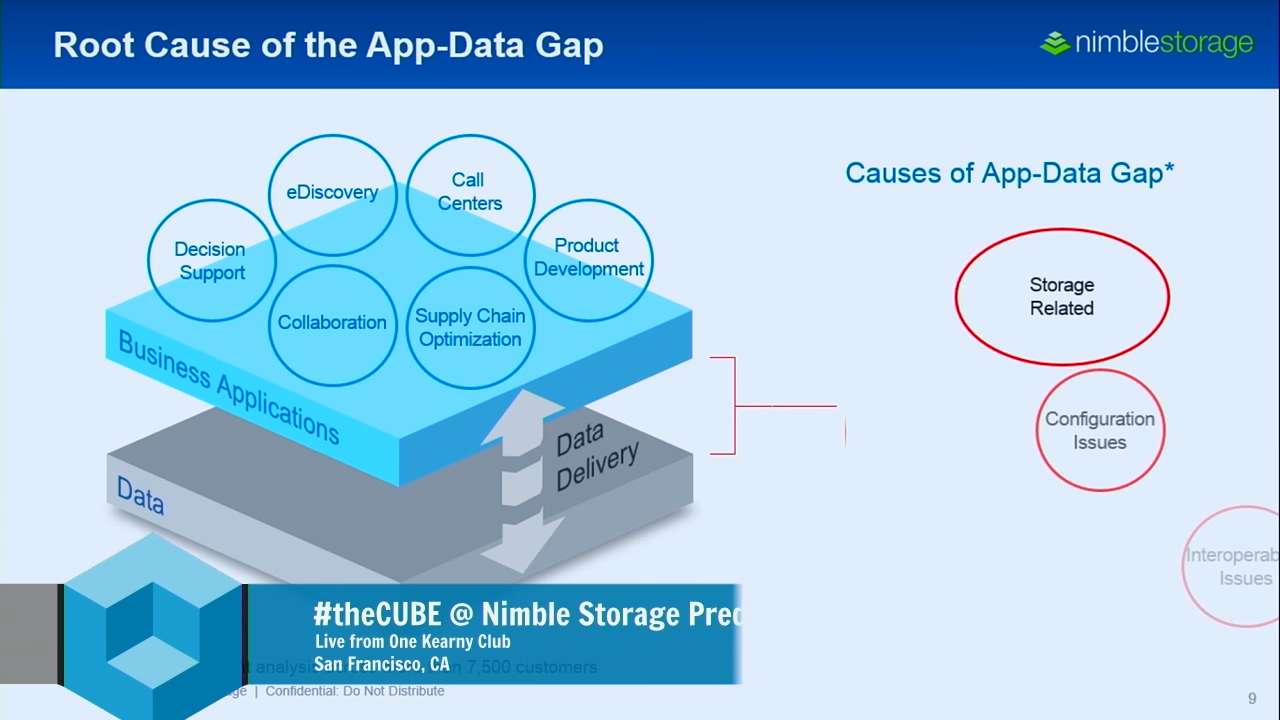 Root Cause of the App-Data Gap
nimblestorage
eDiscovery
Call
Centers
Decision
Support
Product
Development
Collaboration
Supply Chain
Optimization
Business Applications
Data
Data
Delivery
Causes of App-Data Gap*
Storage
Related
Configuration
Issues
Interoperab
Issues
#theCUBE @ Nimble Storage Pred
Live from One Kearny Club
San Francisco, CA
analysis 7,500 customers
| Confidential: Do Not Distribute
9